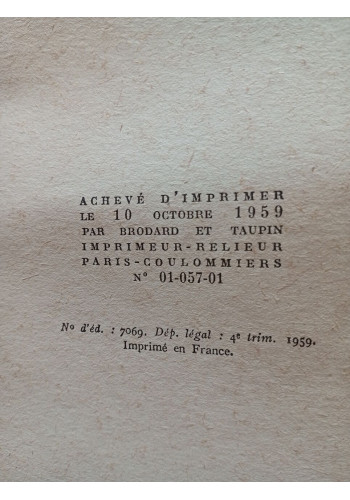 ACHEVÉ D'IMPRIMER
LE 10 OCTOBRE 1959
PAR BRODARD ET TAUPIN
IMPRIMEUR-RELIEUR
PARIS-COULOMMIERS
N° 01-057-01
No d'éd. : 7069. Dép. légal : 4e trim. 1959.
Imprimé en France.